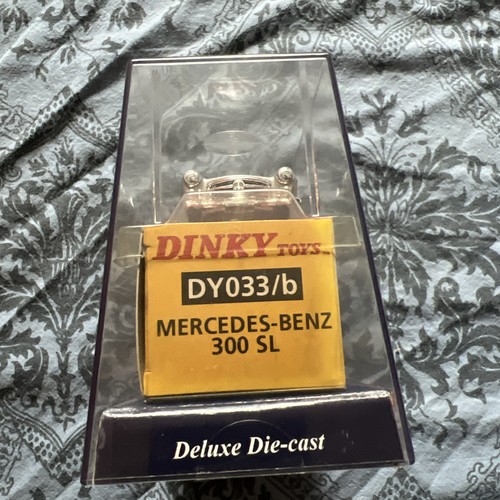 DINKY TOYS
DY033/b
MERCEDES-BENZ
300 SL
Deluxe Die-cast